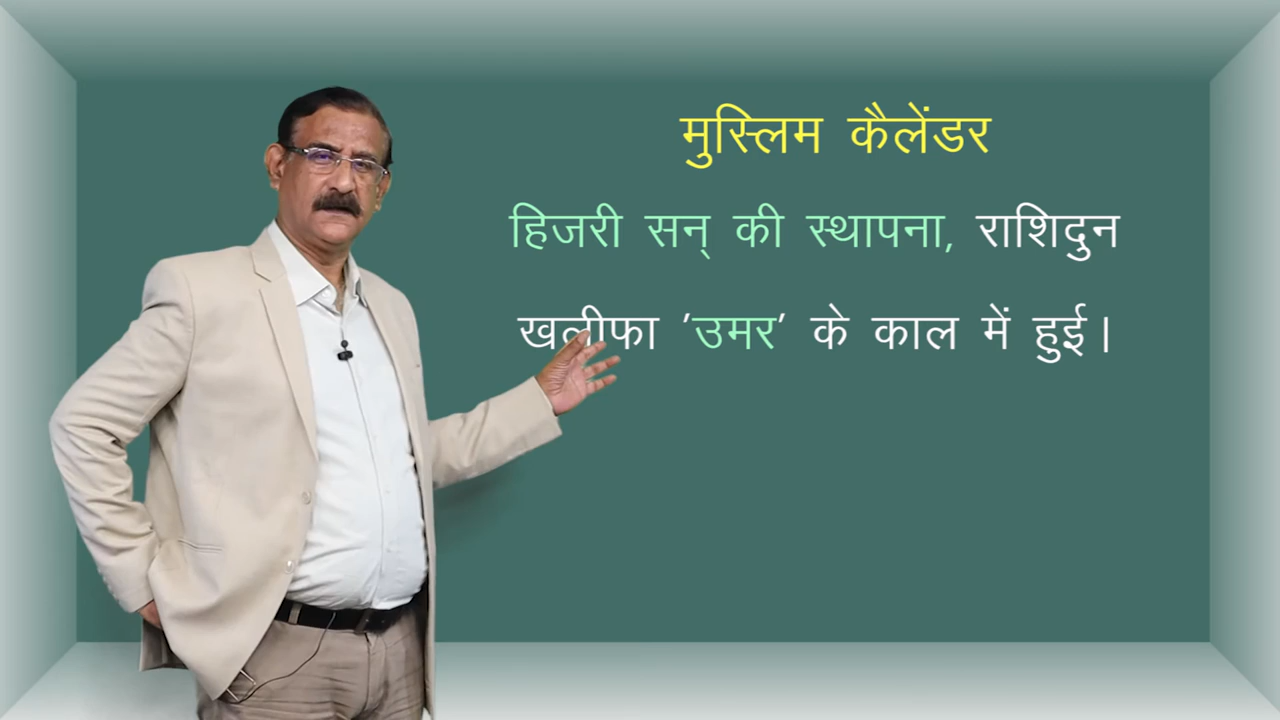 मुस्लिम कैलेंडर
हिजरी सन् की स्थापना, राशिदुन
खलीफा 'उमर' के काल में हुई।